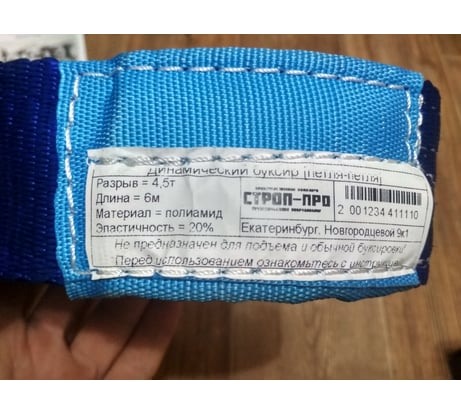 Динамический буксир [петля-петля]
Разрыв = 4,5т
Длина = 6м
Материал = полиамид
Эластичность = 20%
СТРОП-ПРО
2 001234 411110
Екатеринбург, Новгородцевой 9к1
Не предназначен для подъема и обычной буксировки
Перед использованием ознакомьтесь с инструкцией